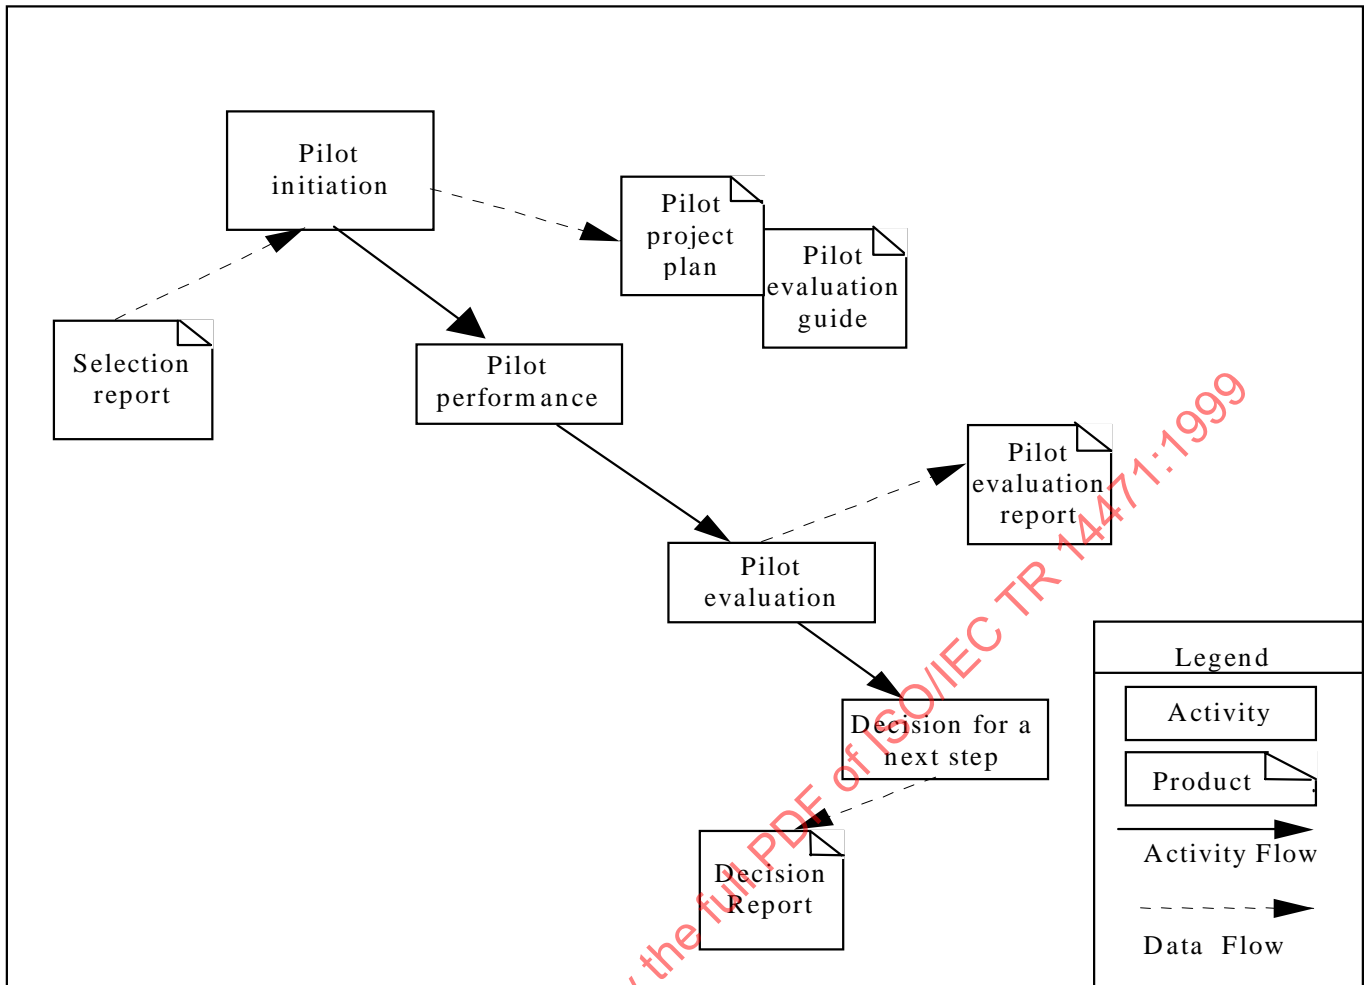 Pilot
initiation
Pilot
project
plan
Pilot
evaluation
guide
Selection
report
Pilot
performance
Pilot
evaluation
report
Pilot
evaluation
Decision for a
next step
Decision
Report
Legend
Activity
Product
Activity Flow
Data Flow
the full PDF of ISO/IEC TR 14471:1999